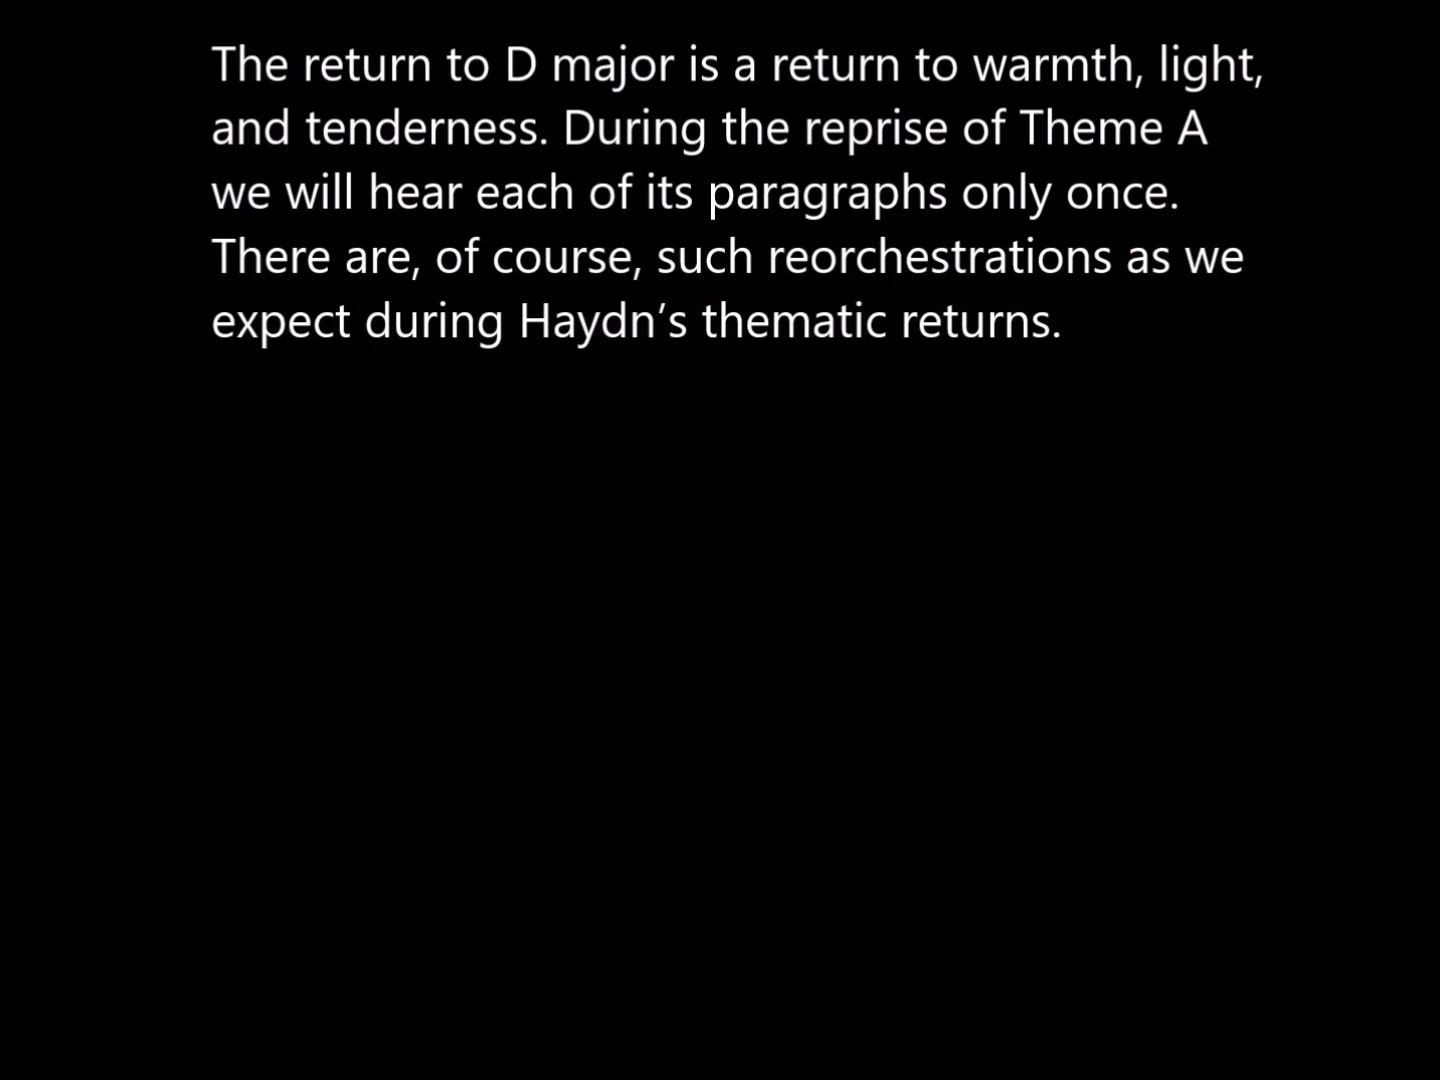 The return to D major is a return to warmth, light,
and tenderness. During the reprise of Theme A
we will hear each of its paragraphs only once.
There are, of course, such reorchestrations as we
expect during Haydn’s thematic returns.